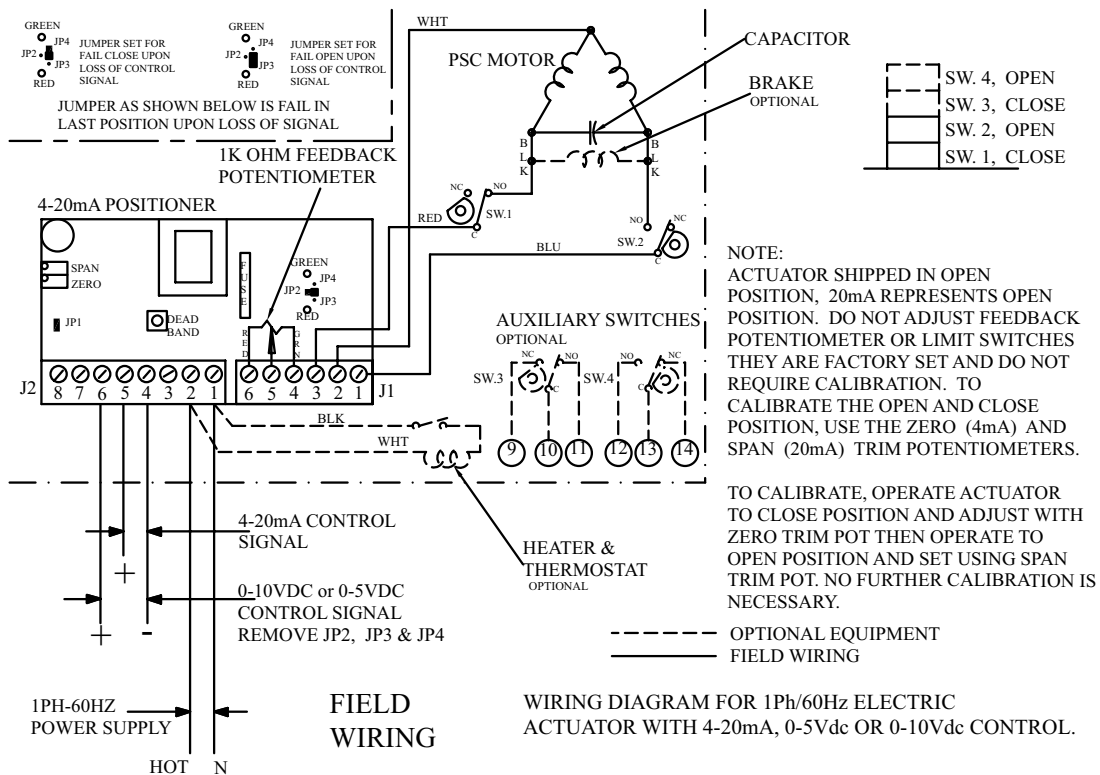 GREEN
JP4
JP2
JP3
RED
JUMPER SET FOR
FAIL CLOSE UPON
LOSS OF CONTROL
SIGNAL
GREEN
JP4
JP2
JP3
RED
JUMPER SET FOR
FAIL OPEN UPON
LOSS OF CONTROL
SIGNAL
JUMPER AS SHOWN BELOW IS FAIL IN
LAST POSITION UPON LOSS OF SIGNAL
WHT
PSC MOTOR
CAPACITOR
BRAKE
OPTIONAL
BLK
BLK
SW. 4, OPEN
SW. 3, CLOSE
SW. 2, OPEN
SW. 1, CLOSE
1K OHM FEEDBACK
POTENTIOMETER
4-20mA POSITIONER
NC
NO
SW.1
C
RED
NO
NC
SW.2
C
BLU
SPAN
ZERO
JP1
DEAD
BAND
FUSE
GREEN
JP4
JP2
JP3
RED
RED
GRN
J2
8 7 6 5 4 3 2 1
6 5 4 3 2 1
J1
AUXILIARY SWITCHES
OPTIONAL
NC
NO
SW.3
C
NO
NC
SW.4
C
9 10 11 12 13 14
BLK
WHT
HEATER &
THERMOSTAT
OPTIONAL
NOTE:
ACTUATOR SHIPPED IN OPEN
POSITION, 20mA REPRESENTS OPEN
POSITION. DO NOT ADJUST FEEDBACK
POTENTIOMETER OR LIMIT SWITCHES
THEY ARE FACTORY SET AND DO NOT
REQUIRE CALIBRATION. TO
CALIBRATE THE OPEN AND CLOSE
POSITION, USE THE ZERO (4mA) AND
SPAN (20mA) TRIM POTENTIOMETERS.
TO CALIBRATE, OPERATE ACTUATOR
TO CLOSE POSITION AND ADJUST WITH
ZERO TRIM POT THEN OPERATE TO
OPEN POSITION AND SET USING SPAN
TRIM POT. NO FURTHER CALIBRATION IS
NECESSARY.
4-20mA CONTROL
SIGNAL
+
0-10VDC or 0-5VDC
CONTROL SIGNAL
REMOVE JP2, JP3 & JP4
+ -
OPTIONAL EQUIPMENT
FIELD WIRING
1PH-60HZ
POWER SUPPLY
HOT N
FIELD
WIRING
WIRING DIAGRAM FOR 1Ph/60Hz ELECTRIC
ACTUATOR WITH 4-20mA, 0-5Vdc OR 0-10Vdc CONTROL.